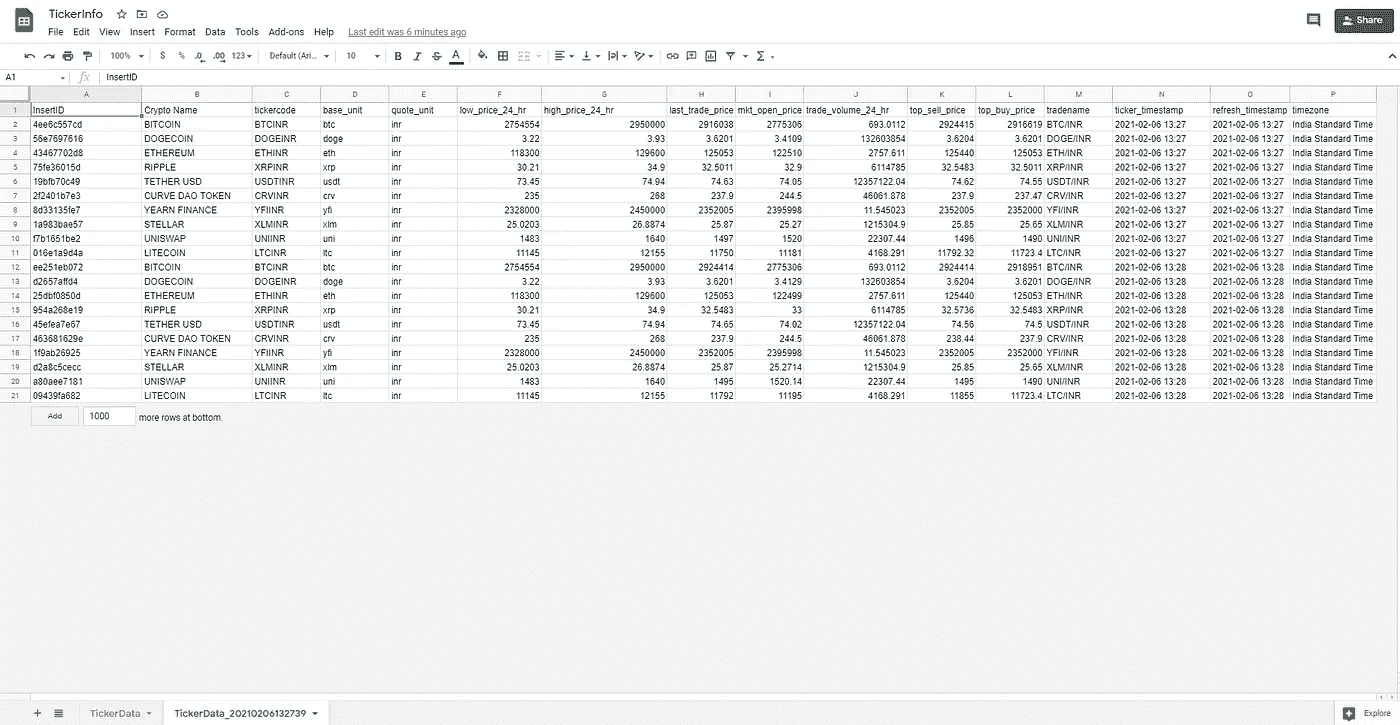 TickerInfo
Share
File Edit View Insert Format Data Tools Add-ons Help Last edit was 6 minutes ago
100% $ % .0 .00 123 Default (Ari... 10 B I S A
A1 fx InsertID
A B C D E F G H I J K L M N O P
1 InsertID Crypto Name tickercode base_unit quote_unit low_price_24_hr high_price_24_hr last_trade_price mkt_open_price trade_volume_24_hr top_sell_price top_buy_price tradename ticker_timestamp refresh_timestamp timezone
2 4ee6c557cd BITCOIN BTCINR btc inr 2754554 2950000 2916038 2775306 693.0112 2924415 2916619 BTC/INR 2021-02-06 13:27 2021-02-06 13:27 India Standard Time
3 56e7697616 DOGECOIN DOGEINR doge inr 3.22 3.93 3.6201 3.4109 132603854 3.6204 3.6201 DOGE/INR 2021-02-06 13:27 2021-02-06 13:27 India Standard Time
4 43467702d8 ETHEREUM ETHINR eth inr 118300 129600 125053 122510 2757.611 125440 125053 ETH/INR 2021-02-06 13:27 2021-02-06 13:27 India Standard Time
5 75fe36015d RIPPLE XRPINR xrp inr 30.21 34.9 32.5011 32.9 6114785 32.5483 32.5011 XRP/INR 2021-02-06 13:27 2021-02-06 13:27 India Standard Time
6 19bfb70c49 TETHER USD USDTINR usdt inr 73.45 74.94 74.63 74.05 12357122.04 74.62 74.55 USDT/INR 2021-02-06 13:27 2021-02-06 13:27 India Standard Time
7 2f2401b7e3 CURVE DAO TOKEN CRVINR crv inr 235 268 237.9 244.5 46061.878 237.9 237.47 CRV/INR 2021-02-06 13:27 2021-02-06 13:27 India Standard Time
8 8d33135fe7 YEARN FINANCE YFIINR yfi inr 2328000 2450000 2352005 2395998 11.545023 2352005 2352000 YFI/INR 2021-02-06 13:27 2021-02-06 13:27 India Standard Time
9 1a983bae57 STELLAR XLMINR xlm inr 25.0203 26.8874 25.87 25.27 1215304.9 25.85 25.65 XLM/INR 2021-02-06 13:27 2021-02-06 13:27 India Standard Time
10 f7b1651be2 UNISWAP UNIINR uni inr 1483 1640 1497 1520 22307.44 1496 1490 UNI/INR 2021-02-06 13:27 2021-02-06 13:27 India Standard Time
11 016e1a9d4a LITECOIN LTCINR ltc inr 11145 12155 11750 11181 4168.291 11792.32 11723.4 LTC/INR 2021-02-06 13:27 2021-02-06 13:27 India Standard Time
12 ee251eb072 BITCOIN BTCINR btc inr 2754554 2950000 2924414 2775306 693.0112 2924414 2918951 BTC/INR 2021-02-06 13:28 2021-02-06 13:28 India Standard Time
13 d2657affd4 DOGECOIN DOGEINR doge inr 3.22 3.93 3.6201 3.4129 132603854 3.6204 3.6201 DOGE/INR 2021-02-06 13:28 2021-02-06 13:28 India Standard Time
14 25dbf0850d ETHEREUM ETHINR eth inr 118300 129600 125053 122499 2757.611 125440 125053 ETH/INR 2021-02-06 13:28 2021-02-06 13:28 India Standard Time
15 954a268e19 RIPPLE XRPINR xrp inr 30.21 34.9 32.5483 33 6114785 32.5736 32.5483 XRP/INR 2021-02-06 13:28 2021-02-06 13:28 India Standard Time
16 45efea7e67 TETHER USD USDTINR usdt inr 73.45 74.94 74.65 74.02 12357122.04 74.56 74.5 USDT/INR 2021-02-06 13:28 2021-02-06 13:28 India Standard Time
17 463681629e CURVE DAO TOKEN CRVINR crv inr 235 268 237.9 244.5 46061.878 238.44 237.9 CRV/INR 2021-02-06 13:28 2021-02-06 13:28 India Standard Time
18 1f9ab26925 YEARN FINANCE YFIINR yfi inr 2328000 2450000 2352005 2395998 11.545023 2352005 2352000 YFI/INR 2021-02-06 13:28 2021-02-06 13:28 India Standard Time
19 d2a8c5cecc STELLAR XLMINR xlm inr 25.0203 26.8874 25.87 25.2714 1215304.9 25.85 25.65 XLM/INR 2021-02-06 13:28 2021-02-06 13:28 India Standard Time
20 a80aee7181 UNISWAP UNIINR uni inr 1483 1640 1495 1520.14 22307.44 1495 1490 UNI/INR 2021-02-06 13:28 2021-02-06 13:28 India Standard Time
21 09439fa682 LITECOIN LTCINR ltc inr 11145 12155 11792 11195 4168.291 11855 11723.4 LTC/INR 2021-02-06 13:28 2021-02-06 13:28 India Standard Time
Add 1000 more rows at bottom.
TickerData TickerData_20210206132739 Explore